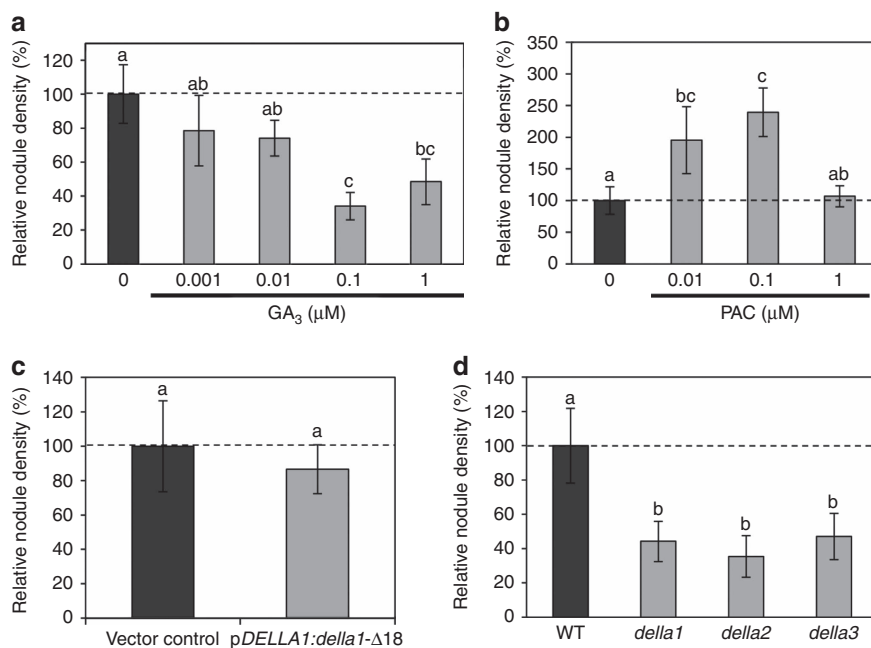 a
Relative nodule density (%)
120
100
80
60
40
20
0
a
ab
ab
c
bc
0
0.001
0.01
0.1
1
GA₃ (μM)
b
Relative nodule density (%)
350
300
250
200
150
100
50
0
a
bc
c
ab
0
0.01
0.1
1
PAC (μM)
c
Relative nodule density (%)
140
120
100
80
60
40
20
0
a
a
Vector control
pDELLA1:della1-Δ18
d
Relative nodule density (%)
140
120
100
80
60
40
20
0
a
b
b
b
WT
della1
della2
della3